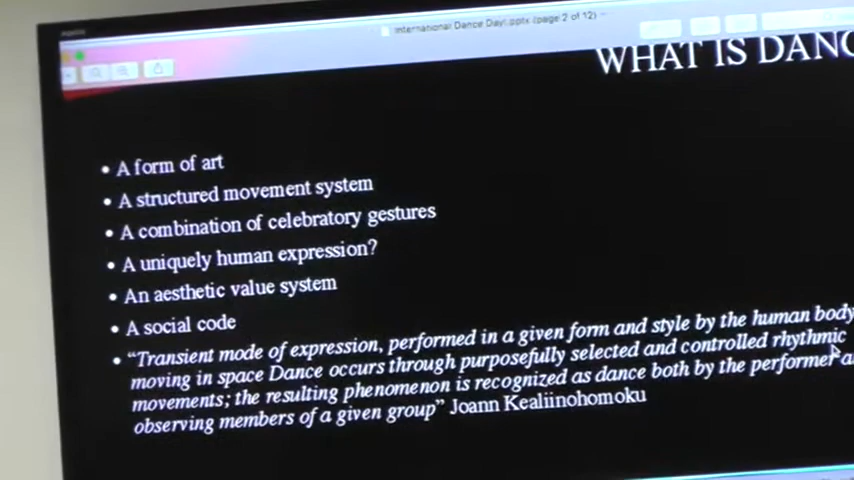 International Dance Day!.pptx (page 2 of 12)
WHAT IS DANC
• A form of art
• A structured movement system
• A combination of celebratory gestures
• A uniquely human expression?
• An aesthetic value system
• A social code
• “Transient mode of expression, performed in a given form and style by the human body
moving in space Dance occurs through purposefully selected and controlled rhythmic
movements; the resulting phenomenon is recognized as dance both by the performer a
observing members of a given group” Joann Kealiinohomoku